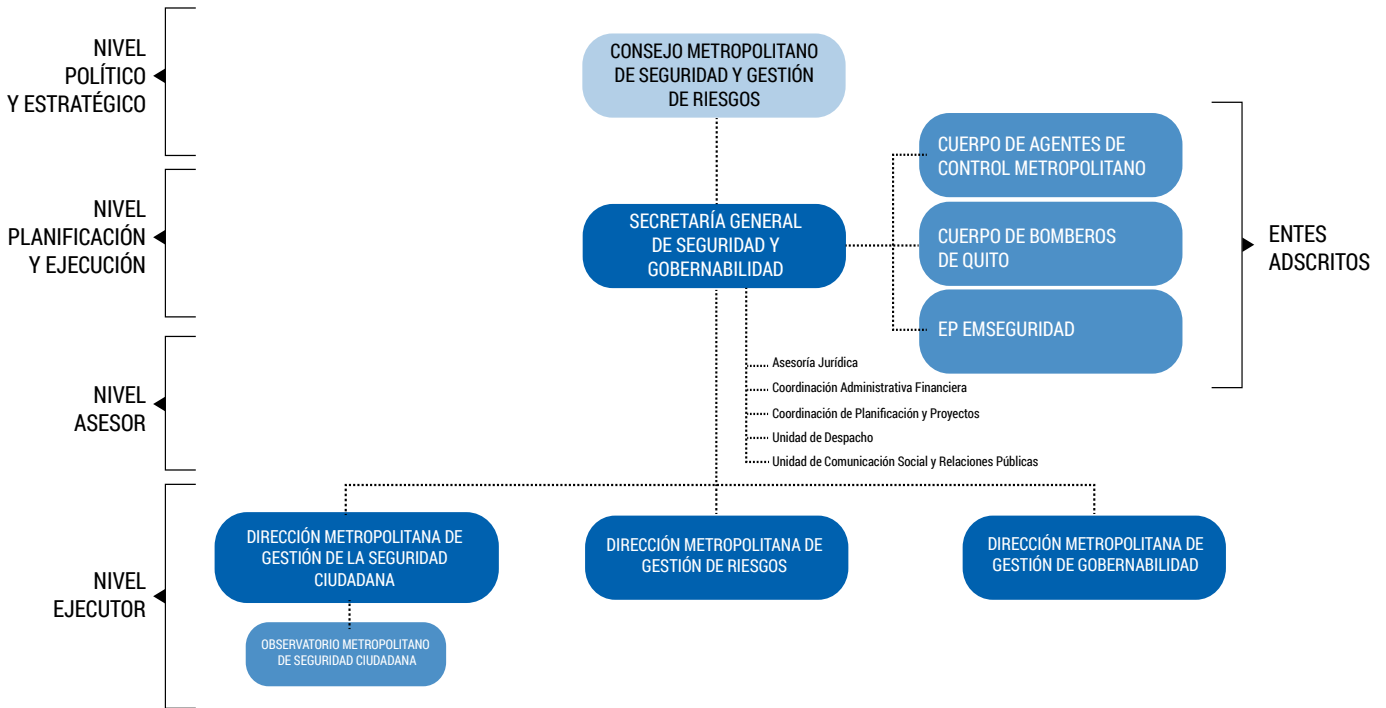 NIVEL
POLÍTICO
Y ESTRATÉGICO
CONSEJO METROPOLITANO
DE SEGURIDAD Y GESTIÓN
DE RIESGOS
NIVEL
PLANIFICACIÓN
Y EJECUCIÓN
SECRETARÍA GENERAL
DE SEGURIDAD Y
GOBERNABILIDAD
CUERPO DE AGENTES DE
CONTROL METROPOLITANO
CUERPO DE BOMBEROS
DE QUITO
EP EMSEGURIDAD
ENTES
ADSCRITOS
NIVEL
ASESOR
Asesoría Jurídica
Coordinación Administrativa Financiera
Coordinación de Planificación y Proyectos
Unidad de Despacho
Unidad de Comunicación Social y Relaciones Públicas
NIVEL
EJECUTOR
DIRECCIÓN METROPOLITANA DE
GESTIÓN DE LA SEGURIDAD
CIUDADANA
OBSERVATORIO METROPOLITANO
DE SEGURIDAD CIUDADANA
DIRECCIÓN METROPOLITANA DE
GESTIÓN DE RIESGOS
DIRECCIÓN METROPOLITANA DE
GESTIÓN DE GOBERNABILIDAD